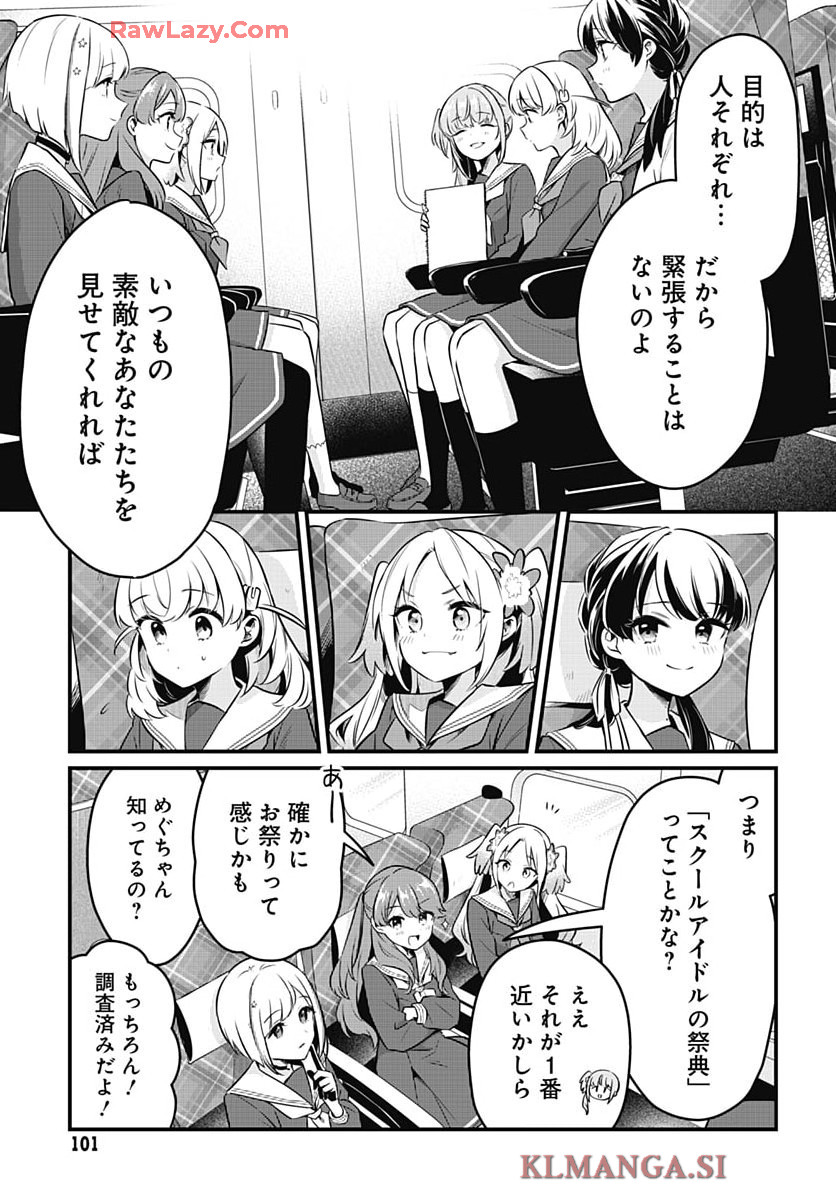 RawLazy.Com
目的は
人それぞれ…
だから
緊張することは
ないのよ
いつもの
素敵なあなたたちを
見せてくれれば
つまり
「スクールアイドルの祭典」
ってことかな?
ええ
それが1番
近いかしら
あー
確かに
お祭りって
感じかも
めぐちゃん
知ってるの?
もっちろん!
調査済みだよ!
101
KLMANGA.SI